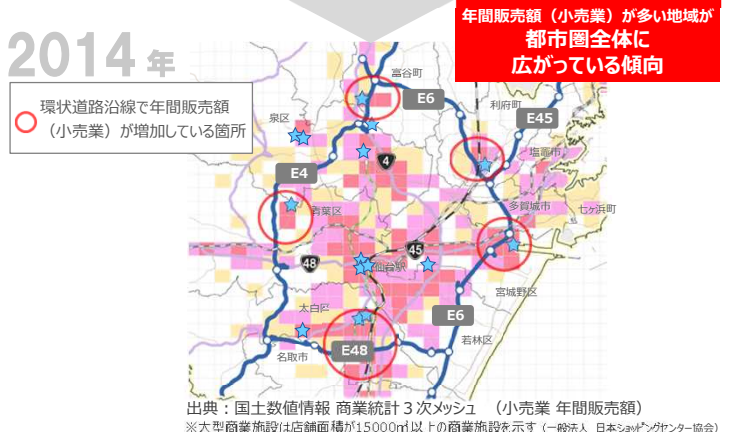 年間販売額（小売業）が多い地域が
都市圏全体に
広がっている傾向
2014 年
環状道路沿線で年間販売額
（小売業）が増加している箇所
富谷町
E6
利府町
E45
泉区
塩竈市
4
E4
多賀城市
七ヶ浜町
青葉区
45
48
仙台駅
宮城野区
太白区
E6
若林区
E48
名取市
出典：国土数値情報 商業統計３次メッシュ （小売業 年間販売額）
※大型商業施設は店舗面積が15000㎡以上の商業施設を示す（一般法人 日本ショッピングセンター協会）